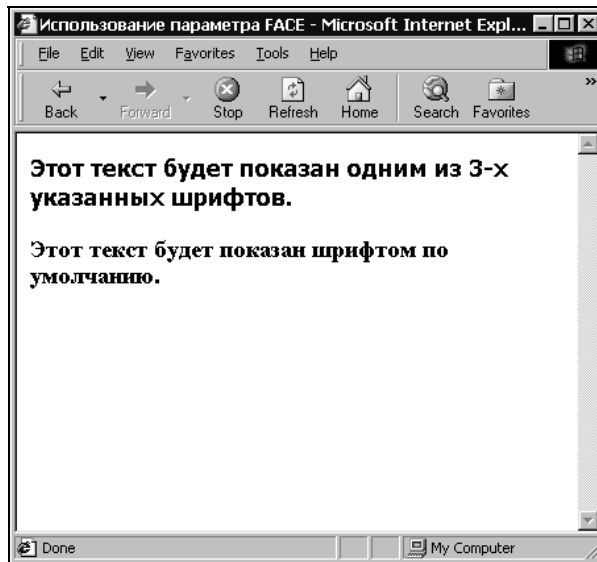 Использование параметра FACE - Microsoft Internet Expl...
File Edit View Favorites Tools Help
Back Forward Stop Refresh Home Search Favorites »
Этот текст будет показан одним из 3-х
указанных шрифтов.
Этот текст будет показан шрифтом по
умолчанию.
Done My Computer